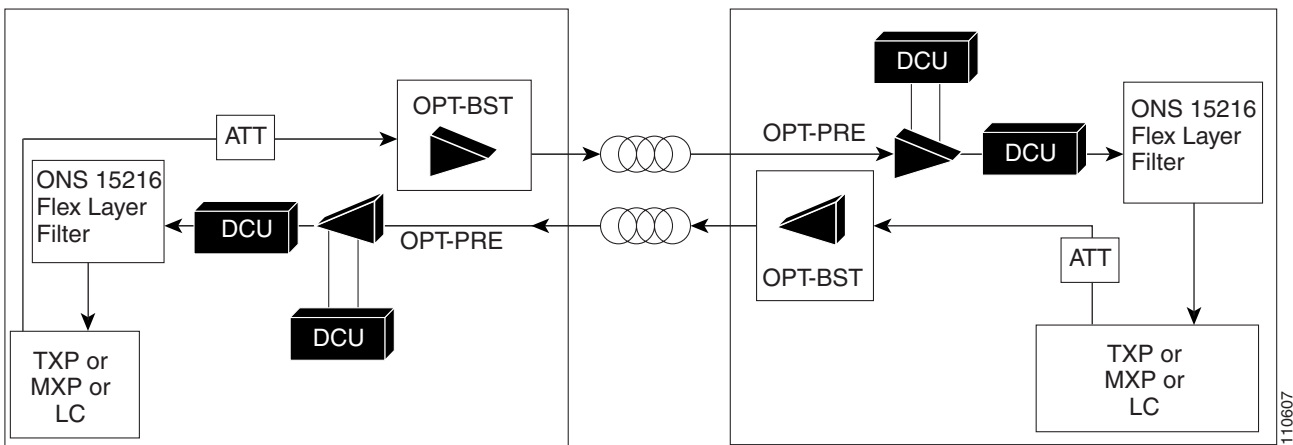 ATT
OPT-BST
ONS 15216
Flex Layer
Filter
DCU
OPT-PRE
DCU
TXP or
MXP or
LC
DCU
OPT-PRE
DCU
ONS 15216
Flex Layer
Filter
OPT-BST
ATT
TXP or
MXP or
LC
110607